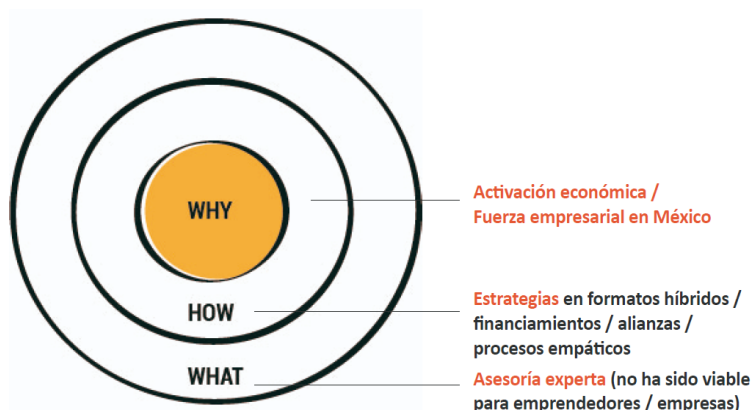 WHY
Activación económica /
Fuerza empresarial en México
HOW
Estrategias en formatos híbridos /
financiamientos / alianzas /
procesos empáticos
WHAT
Asesoría experta (no ha sido viable
para emprendedores / empresas)